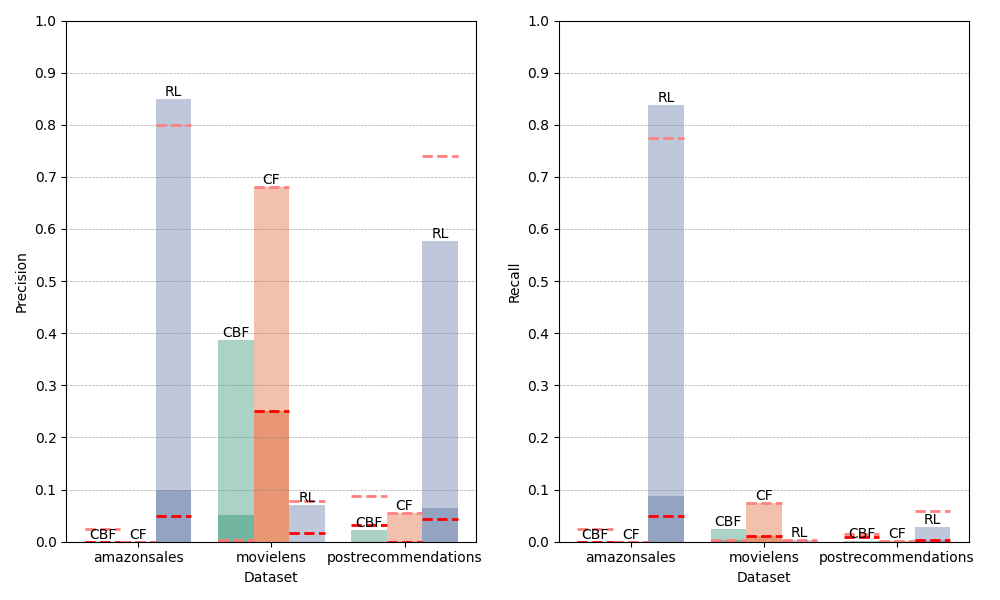 1.0
0.9
0.8
0.7
0.6
0.5
0.4
0.3
0.2
0.1
0.0
Precision
RL
CBF
CF
CBF
CF
RL
CBF
CF
RL
amazonsales
movielens
postrecommendations
Dataset
1.0
0.9
0.8
0.7
0.6
0.5
0.4
0.3
0.2
0.1
0.0
Recall
RL
CBF
CF
CBF
CF
RL
CBF
CF
RL
amazonsales
movielens
postrecommendations
Dataset